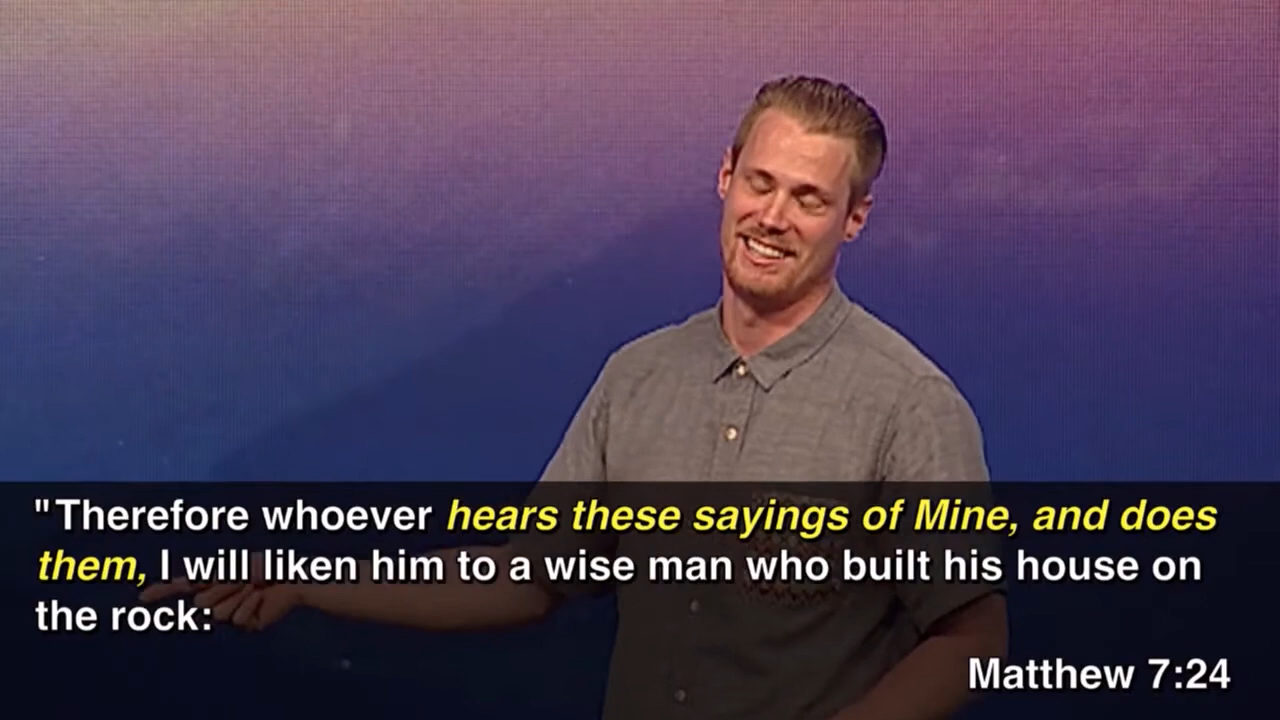 "Therefore whoever hears these sayings of Mine, and does
them, I will liken him to a wise man who built his house on
the rock:
Matthew 7:24